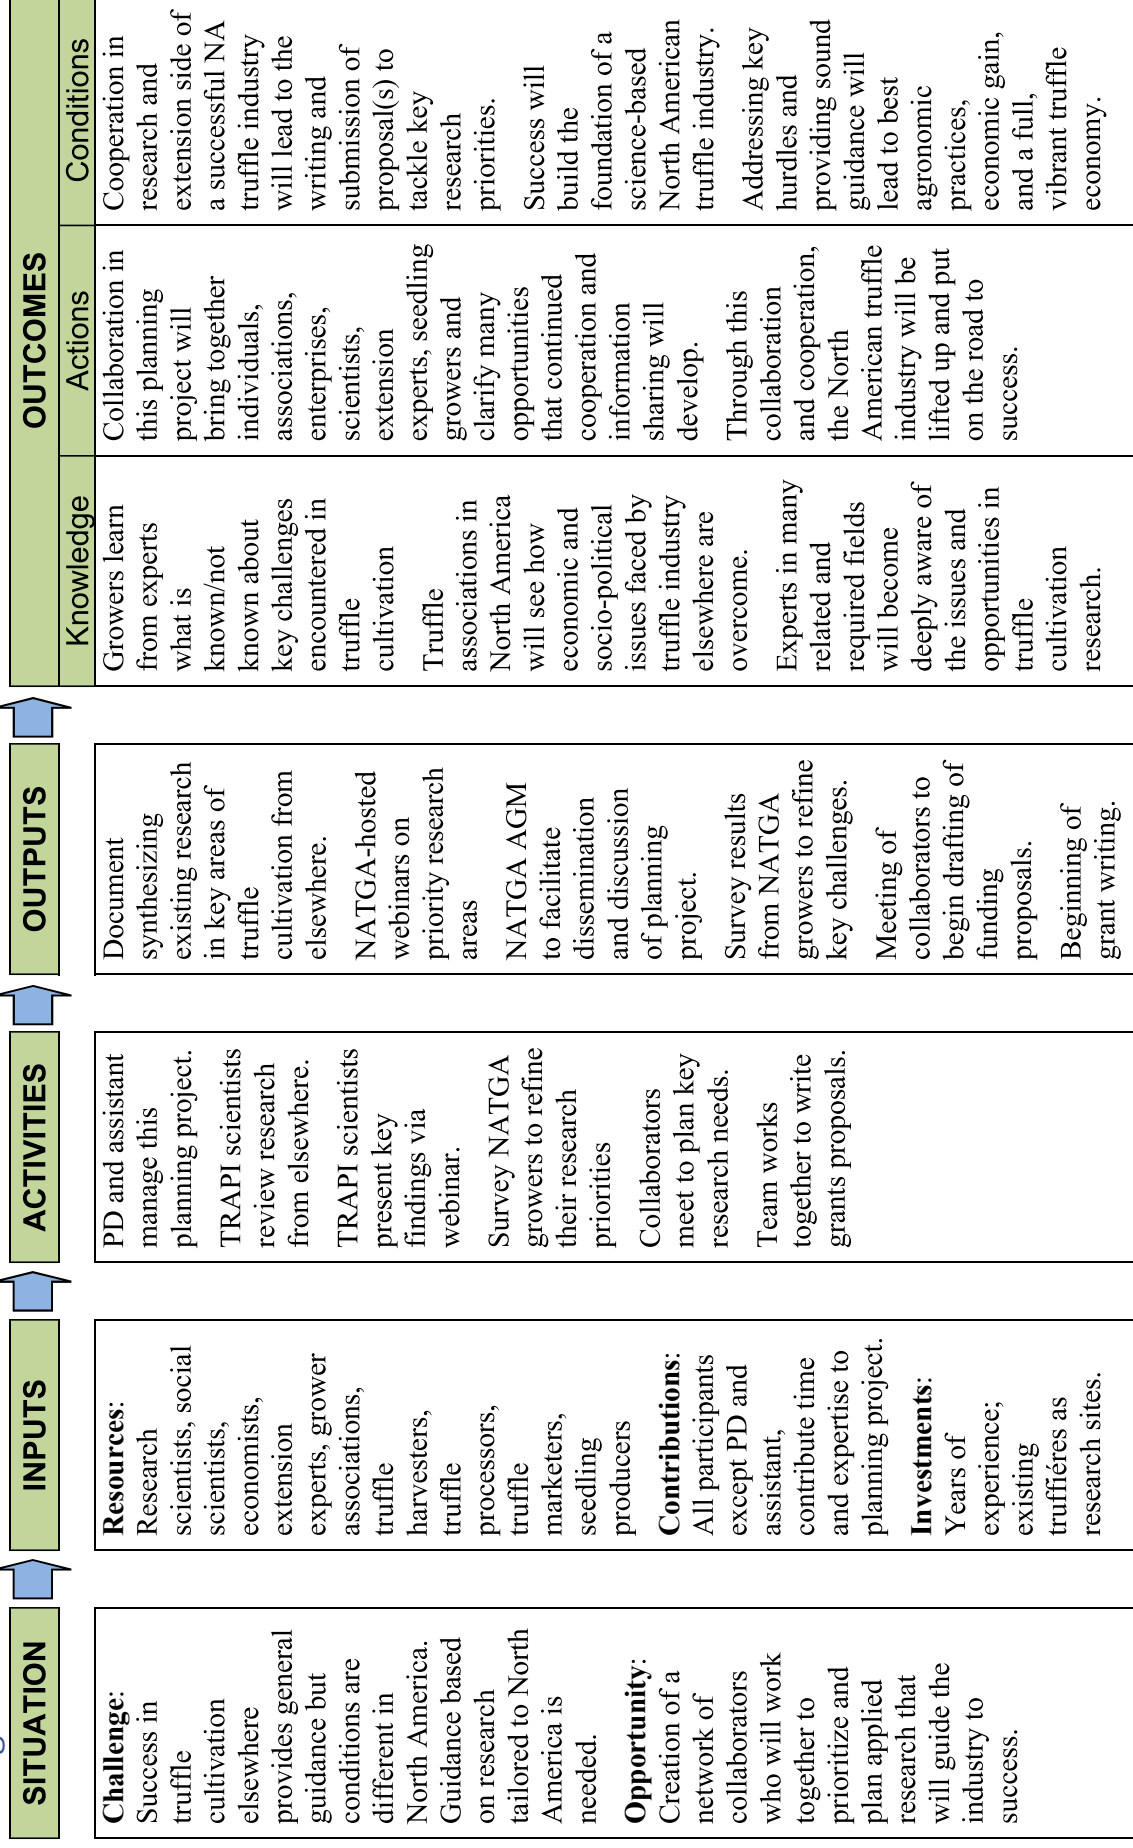 SITUATION
Challenge:
Success in
truffle
cultivation
elsewhere
provides general
guidance but
conditions are
different in
North America.
Guidance based
on research
tailored to North
America is
needed.
Opportunity:
Creation of a
network of
collaborators
who will work
together to
prioritize and
plan applied
research that
will guide the
industry to
success.
INPUTS
Resources:
Research
scientists, social
scientists,
economists,
extension
experts, grower
associations,
truffle
harvesters,
truffle
processors,
truffle
marketers,
seedling
producers
Contributions:
All participants
except PD and
assistant,
contribute time
and expertise to
planning project.
Investments:
Years of
experience;
existing
trufféres as
research sites.
ACTIVITIES
PD and assistant
manage this
planning project.
TRAPI scientists
review research
from elsewhere.
TRAPI scientists
present key
findings via
webinar.
Survey NATGA
growers to refine
their research
priorities
Collaborators
meet to plan key
research needs.
Team works
together to write
grants proposals.
OUTPUTS
Document
synthesizing
existing research
in key areas of
truffle
cultivation from
elsewhere.
NATGA-hosted
webinars on
priority research
areas
NATGA AGM
to facilitate
dissemination
and discussion
of planning
project.
Survey results
from NATGA
growers to refine
key challenges.
Meeting of
collaborators to
begin drafting of
funding
proposals.
Beginning of
grant writing.
OUTCOMES
Knowledge
Growers learn
from experts
what is
known/not
known about
key challenges
encountered in
truffle
cultivation
Truffle
associations in
North America
will see how
economic and
socio-political
issues faced by
truffle industry
elsewhere are
overcome.
Experts in many
related and
required fields
will become
deeply aware of
the issues and
opportunities in
truffle
cultivation
research.
Actions
Collaboration in
this planning
project will
bring together
individuals,
associations,
enterprises,
scientists,
extension
experts, seedling
growers and
clarify many
opportunities
that continued
cooperation and
information
sharing will
develop.
Through this
collaboration
and cooperation,
the North
American truffle
industry will be
lifted up and put
on the road to
success.
Conditions
Cooperation in
research and
extension side of
a successful NA
truffle industry
will lead to the
writing and
submission of
proposal(s) to
tackle key
research
priorities.
Success will
build the
foundation of a
science-based
North American
truffle industry.
Addressing key
hurdles and
providing sound
guidance will
lead to best
agronomic
practices,
economic gain,
and a full,
vibrant truffle
economy.